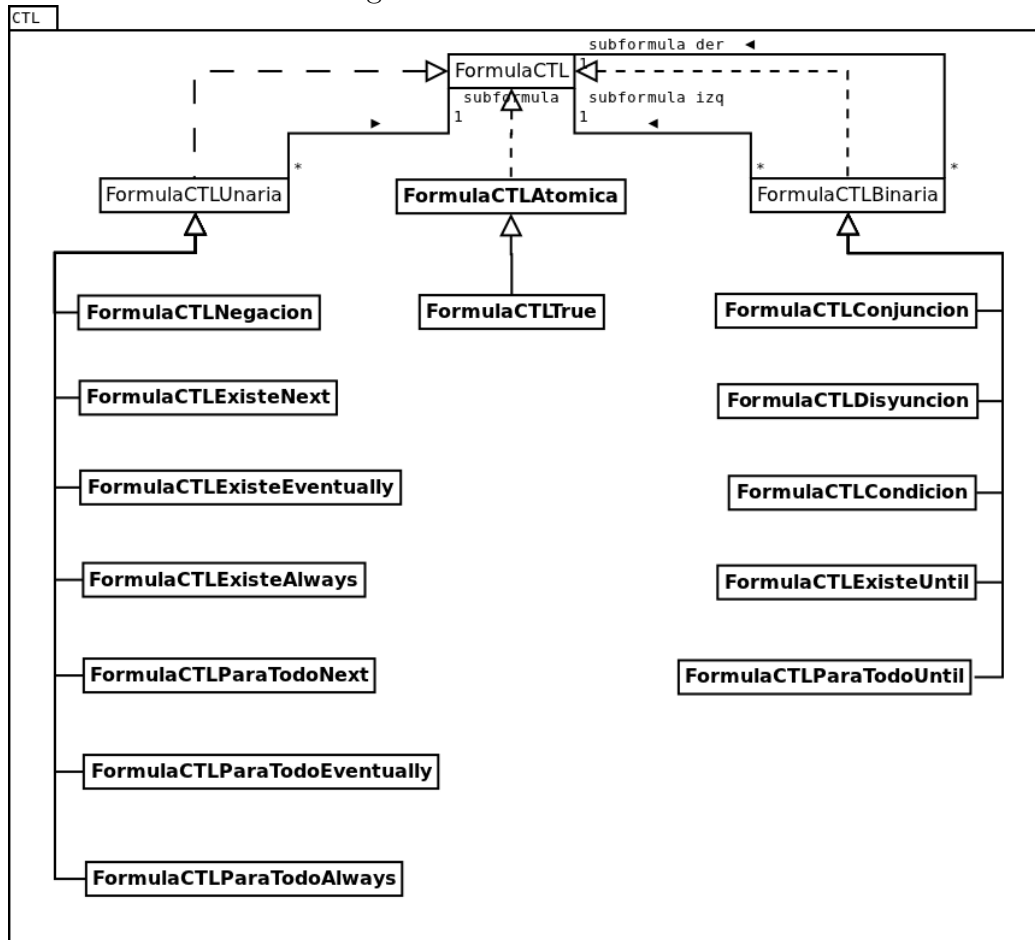 CTL
subformula der ◄
FormulaCTL
1
subformula
subformula izq
1
1
►
◄
*
*
*
FormulaCTLUnaria
FormulaCTLAtomica
FormulaCTLBinaria
FormulaCTLNegacion
FormulaCTLTrue
FormulaCTLConjuncion
FormulaCTLExisteNext
FormulaCTLDisyuncion
FormulaCTLExisteEventually
FormulaCTLCondicion
FormulaCTLExisteAlways
FormulaCTLExisteUntil
FormulaCTLParaTodoNext
FormulaCTLParaTodoUntil
FormulaCTLParaTodoEventually
FormulaCTLParaTodoAlways